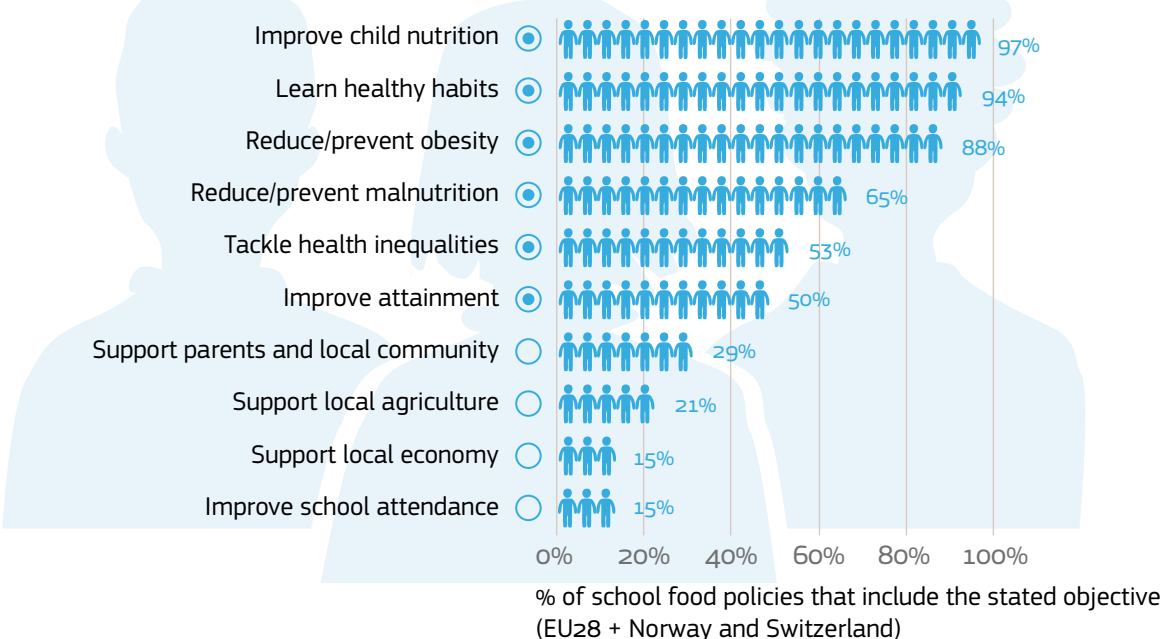 Improve child nutrition 97%
Learn healthy habits 94%
Reduce/prevent obesity 88%
Reduce/prevent malnutrition 65%
Tackle health inequalities 53%
Improve attainment 50%
Support parents and local community 29%
Support local agriculture 21%
Support local economy 15%
Improve school attendance 15%
0% 20% 40% 60% 80% 100%
% of school food policies that include the stated objective
(EU28 + Norway and Switzerland)